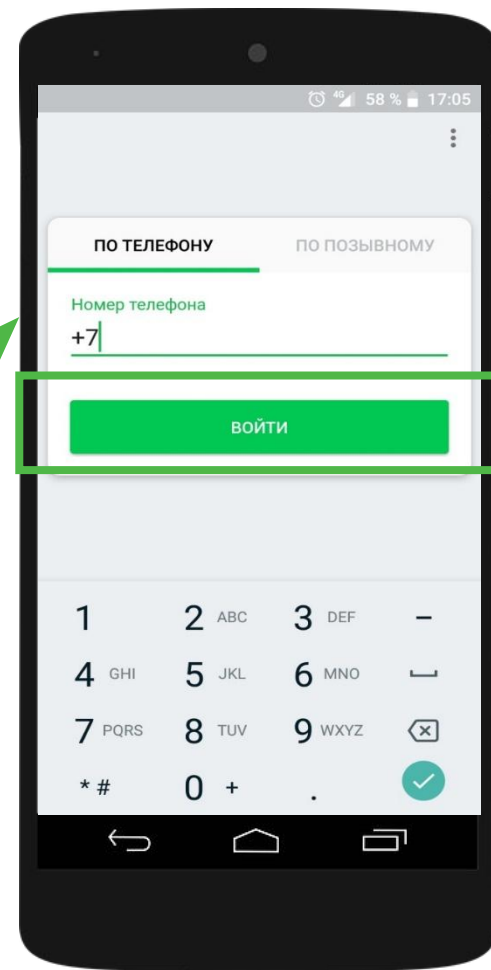 4G 58 % 17:05
ПО ТЕЛЕФОНУ ПО ПОЗЫВНОМУ
Номер телефона
+7
ВОЙТИ
1 2 ABC 3 DEF -
4 GHI 5 JKL 6 MNO
7 PQRS 8 TUV 9 WXYZ
* # 0 + .